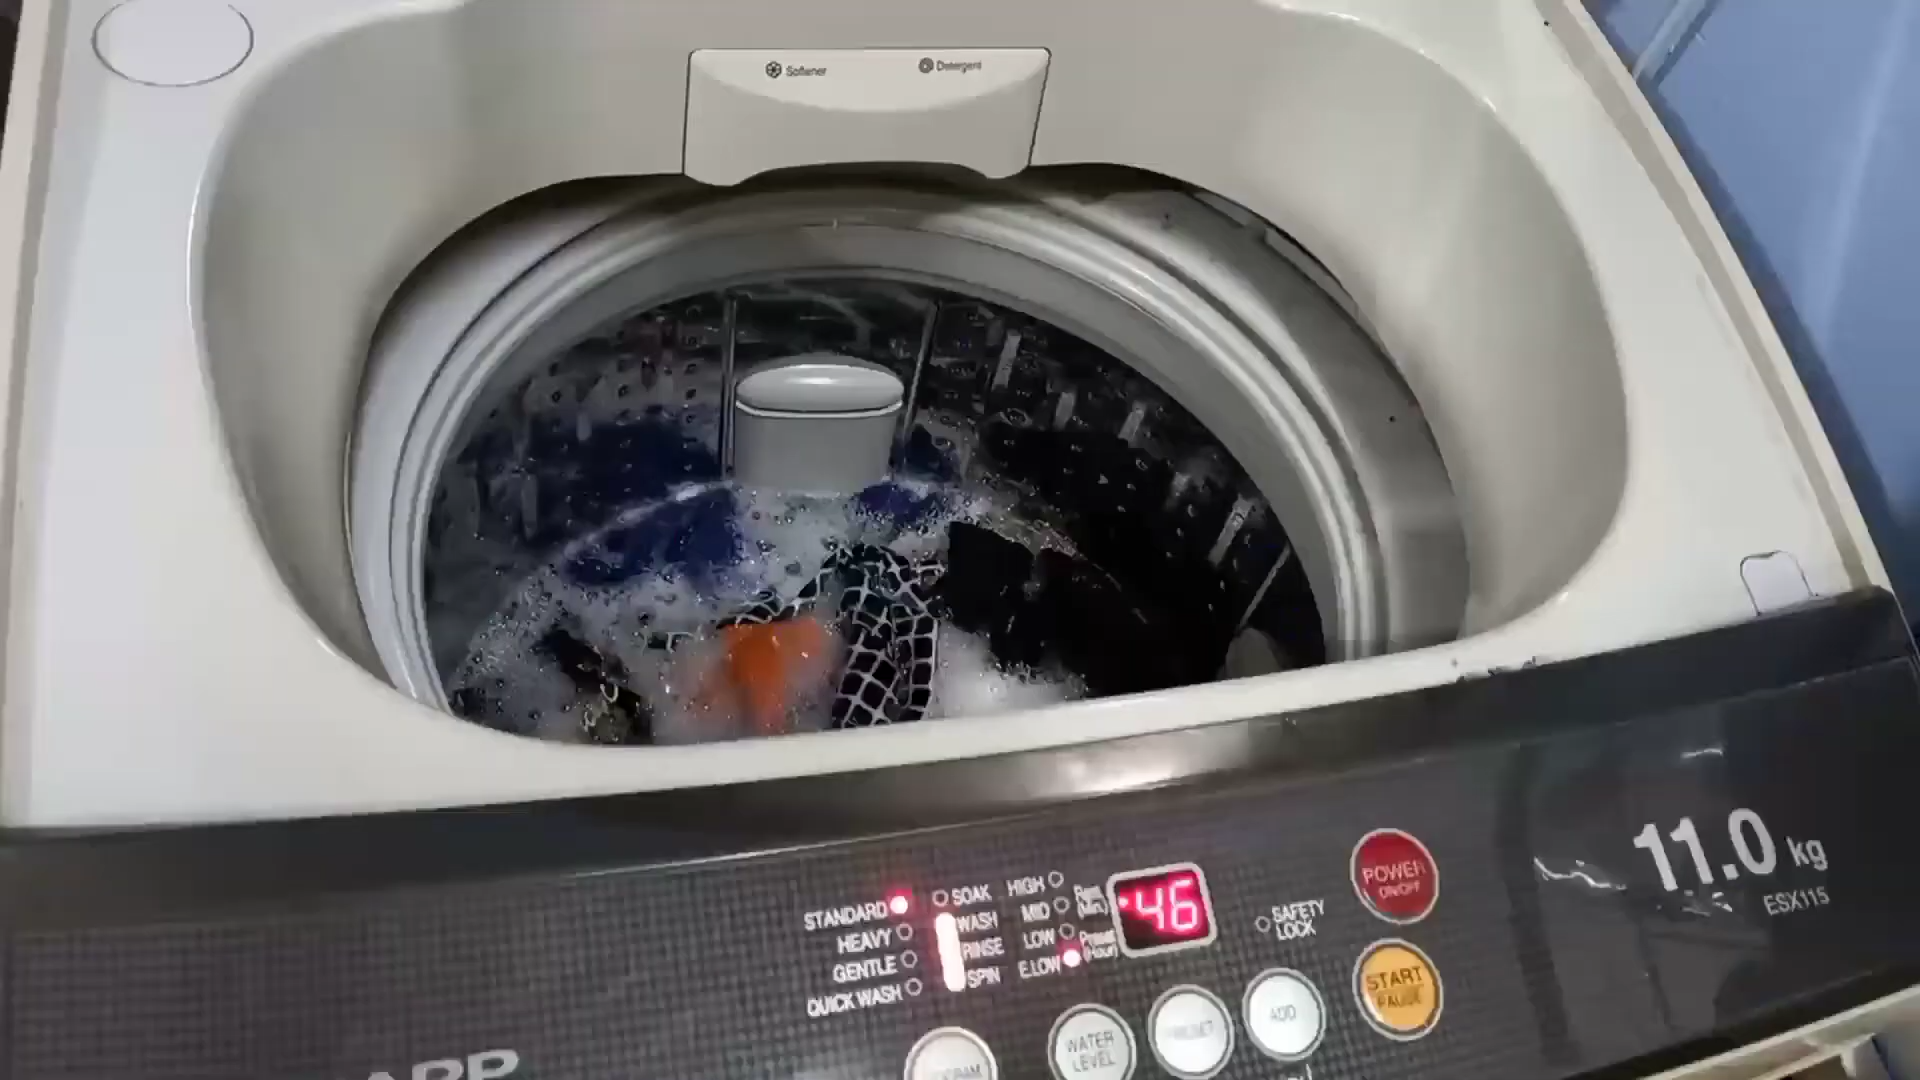 Softener
Detergent
STANDARD
HEAVY
GENTLE
QUICK WASH
SOAK
WASH
RINSE
SPIN
HIGH
MID
LOW
E.LOW
Rem.
(Min.)
Preset
(Hour)
46
SAFETY
LOCK
POWER
ON/OFF
START
PAUSE
WATER
LEVEL
PRESET
ADD
11.0 kg
ESX115